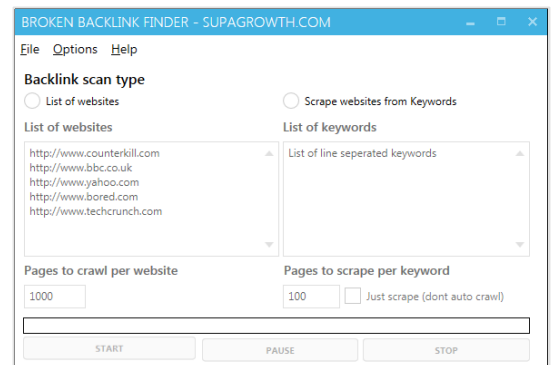 BROKEN BACKLINK FINDER - SUPAGROWTH.COM
File Options Help
Backlink scan type
List of websites Scrape websites from Keywords
List of websites List of keywords
http://www.counterkill.com List of line seperated keywords
http://www.bbc.co.uk
http://www.yahoo.com
http://www.bored.com
http://www.techcrunch.com
Pages to crawl per website Pages to scrape per keyword
1000 100 Just scrape (dont auto crawl)
START PAUSE STOP